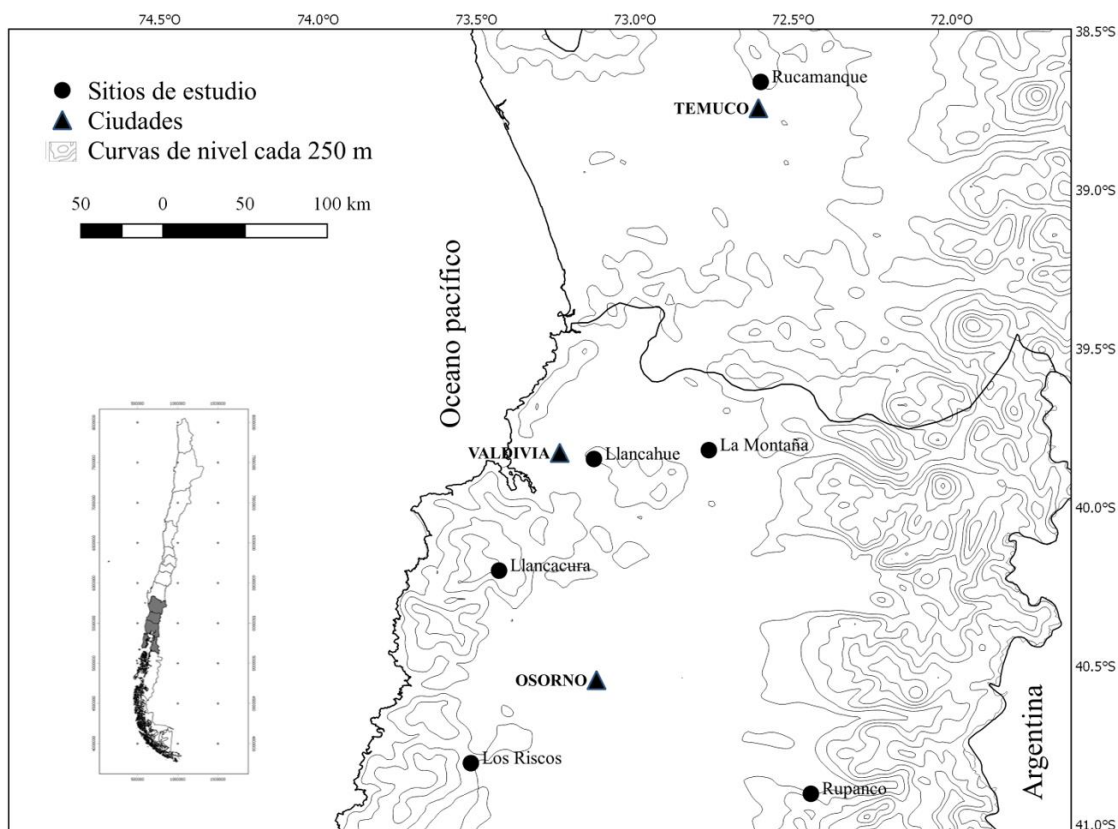 74.5°O 74.0°O 73.5°O 73.0°O 72.5°O 72.0°O
38.5°S
Sitios de estudio
Ciudades
Curvas de nivel cada 250 m
50 0 50 100 km
Rucamanque
TEMUCO
39.0°S
Oceano pacífico
39.5°S
VALDIVIA
Llancahue
La Montaña
40.0°S
Llancacura
40.5°S
OSORNO
Argentina
Los Riscos
Rupanco
41.0°S